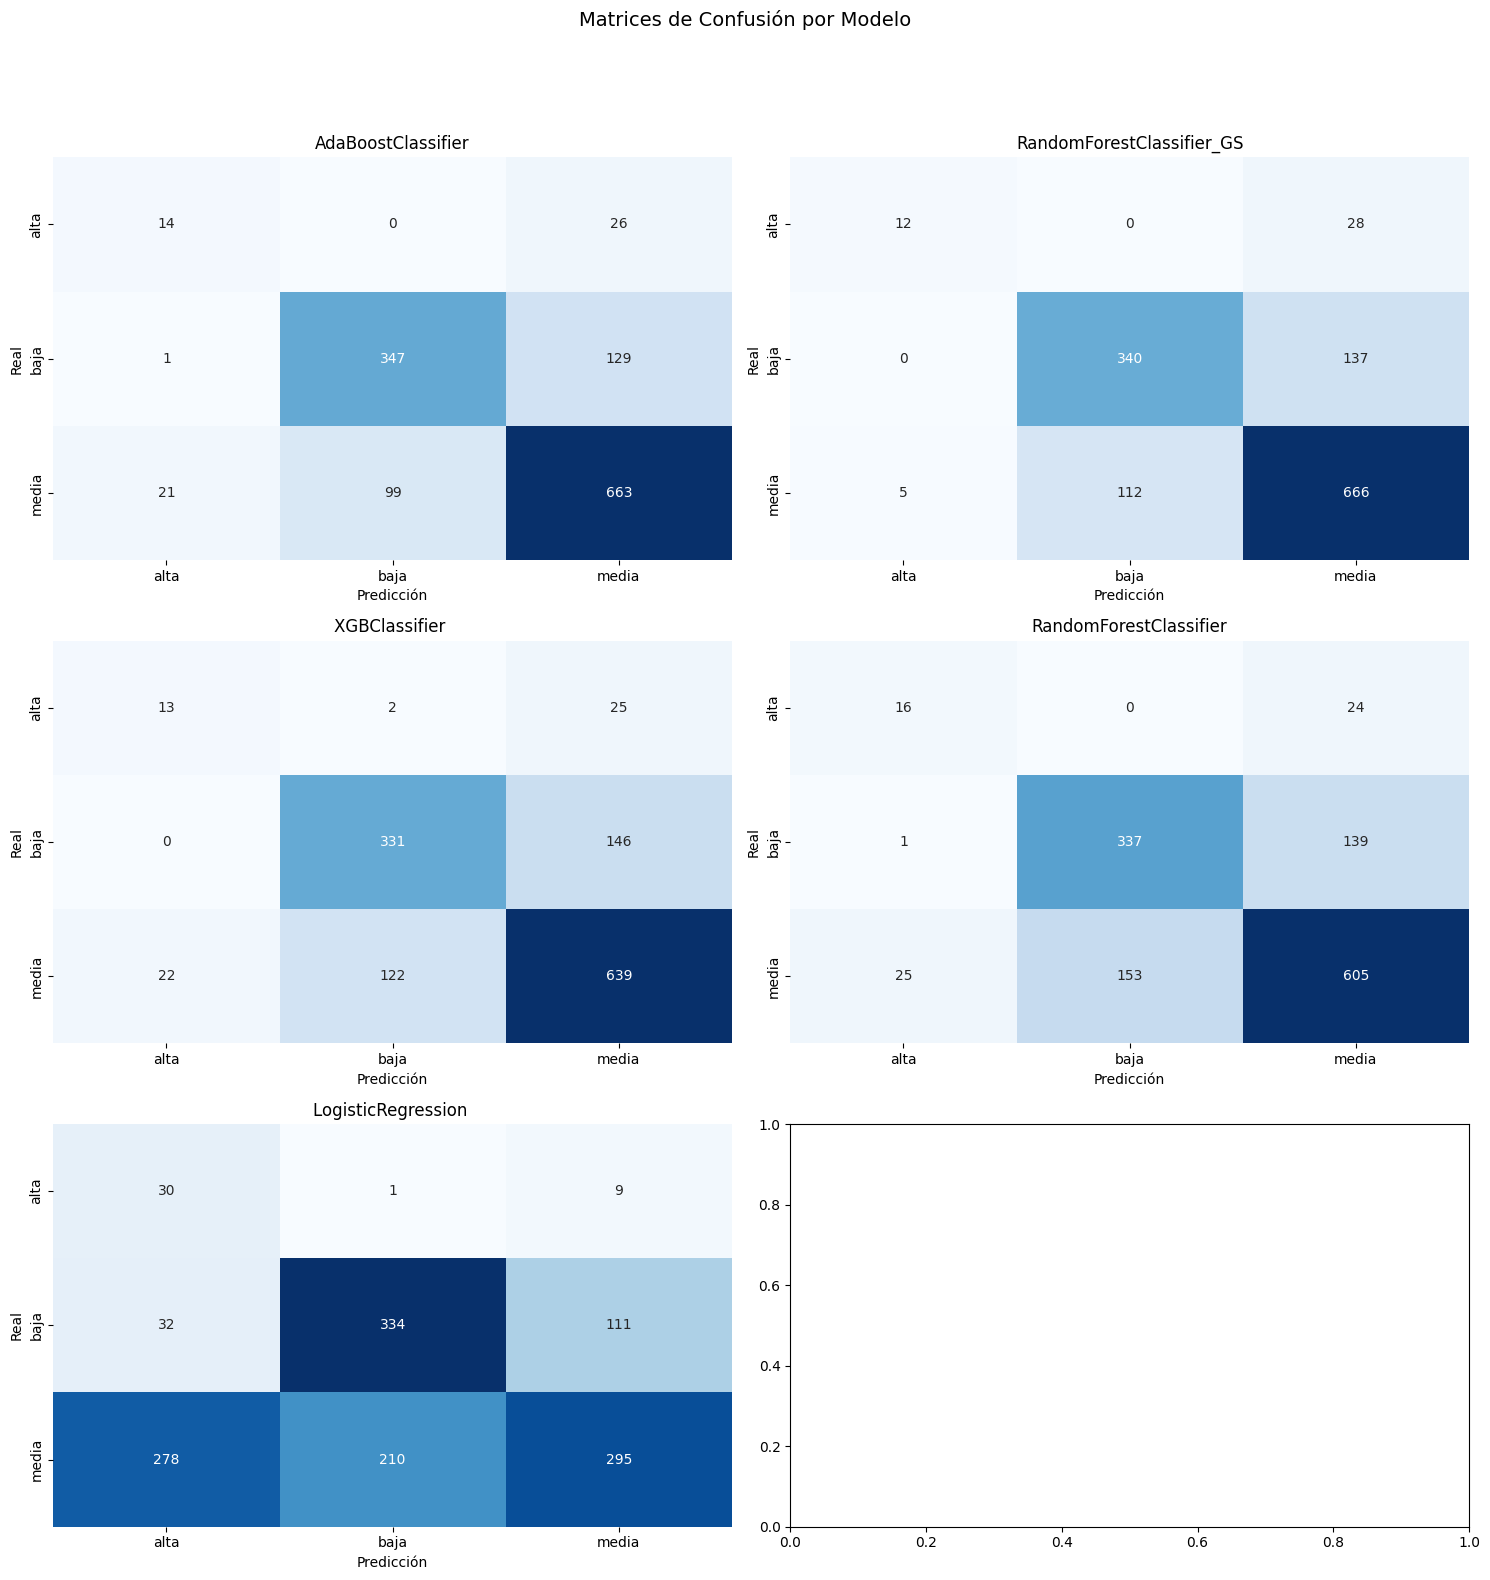 Matrices de Confusión por Modelo
AdaBoostClassifier
alta 14 0 26
baja 1 347 129
media 21 99 663
Real
alta baja media
Predicción
RandomForestClassifier_GS
alta 12 0 28
baja 0 340 137
media 5 112 666
Real
alta baja media
Predicción
XGBClassifier
alta 13 2 25
baja 0 331 146
media 22 122 639
Real
alta baja media
Predicción
RandomForestClassifier
alta 16 0 24
baja 1 337 139
media 25 153 605
Real
alta baja media
Predicción
LogisticRegression
alta 30 1 9
baja 32 334 111
media 278 210 295
Real
alta baja media
Predicción
1.0
0.8
0.6
0.4
0.2
0.0
0.0 0.2 0.4 0.6 0.8 1.0